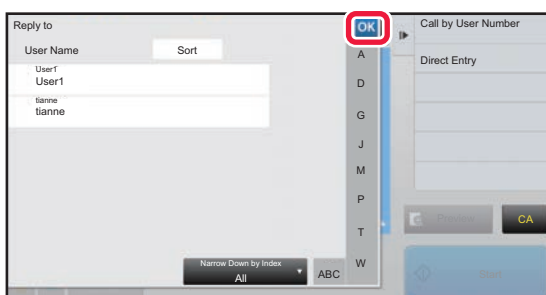 Reply to
OK
User Name
Sort
User1
User1
tianne
tianne
A
D
G
J
M
P
T
W
Narrow Down by Index
All
ABC
Call by User Number
Direct Entry
Preview
CA
Start